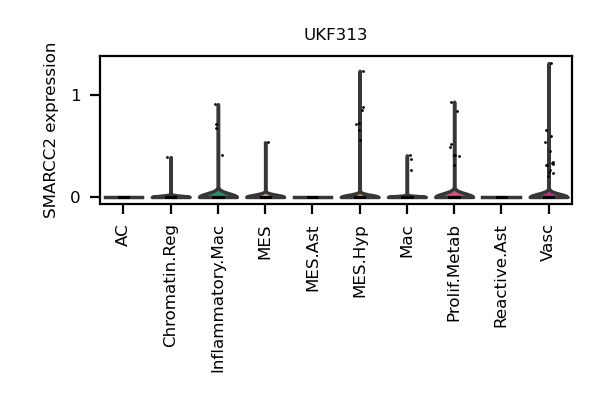 UKF313
SMARCC2 expression
1
0
AC
Chromatin.Reg
Inflammatory.Mac
MES
MES.Ast
MES.Hyp
Mac
Prolif.Metab
Reactive.Ast
Vasc